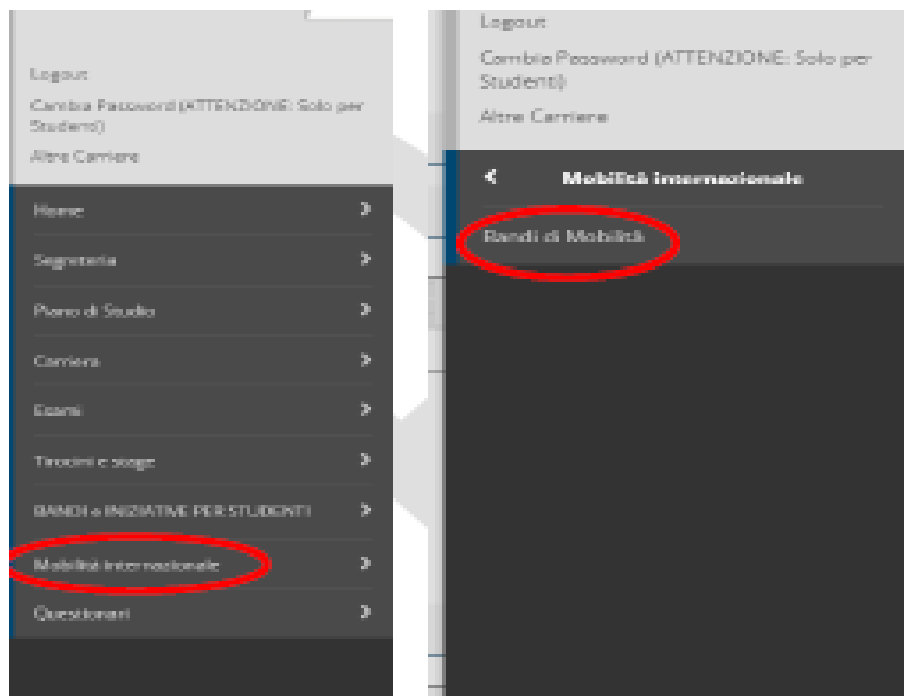 Logout
Cambia Password (ATTENZIONE: Solo per
Studenti)
Altre Carriere
Home
Segreteria
Piano di Studio
Carriera
Esami
Tirocini e stage
BANDI e INIZIATIVE PER STUDENTI
Mobilità internazionale
Questionari
Logout
Cambia Password (ATTENZIONE: Solo per
Studenti)
Altre Carriere
Mobilità internazionale
Bandi di Mobilità